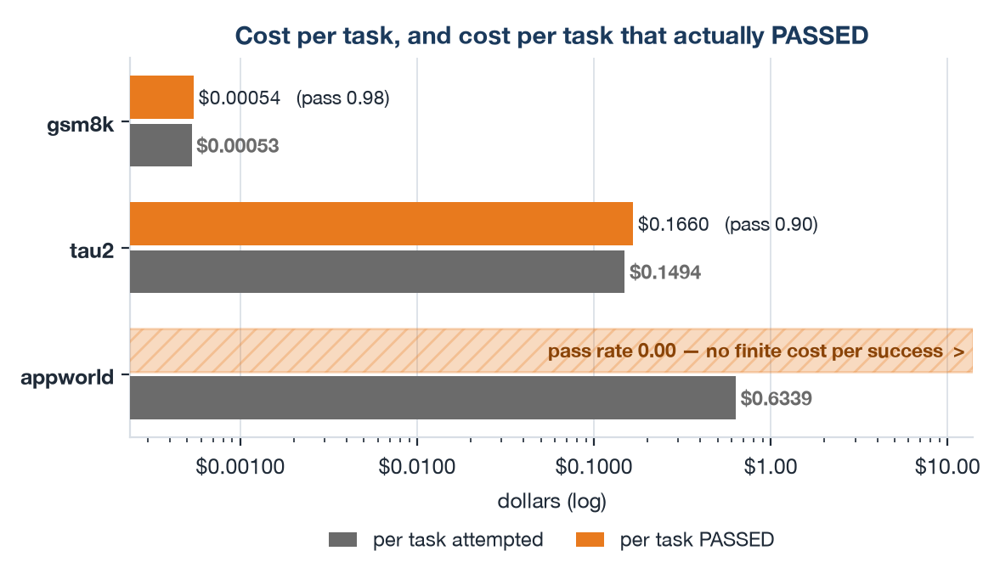 Cost per task, and cost per task that actually PASSED
$0.00054 (pass 0.98)
gsm8k
$0.00053
$0.1660 (pass 0.90)
tau2
$0.1494
pass rate 0.00 — no finite cost per success >
appworld
$0.6339
$0.00100 $0.0100 $0.1000 $1.00 $10.00
dollars (log)
per task attempted per task PASSED